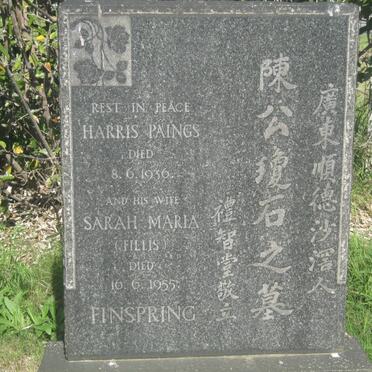 REST IN PEACE
HARRIS PAINGS
DIED
8.6.1936.
AND HIS WIFE
SARAH MARIA
(FILLIS)
DIED
16.6.1955.
FINSPRING
廣東順德沙滘人
陳公瓊石之墓
禮智堂敬立